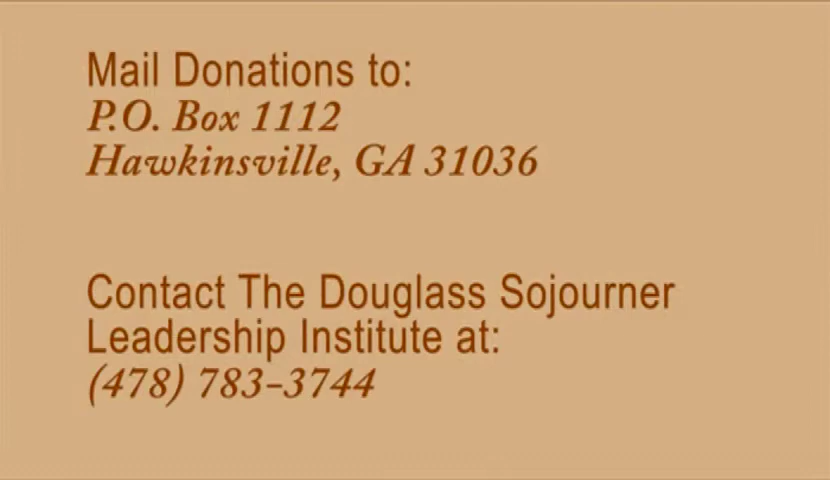 Mail Donations to:
P.O. Box 1112
Hawkinsville, GA 31036
Contact The Douglass Sojourner
Leadership Institute at:
(478) 783-3744